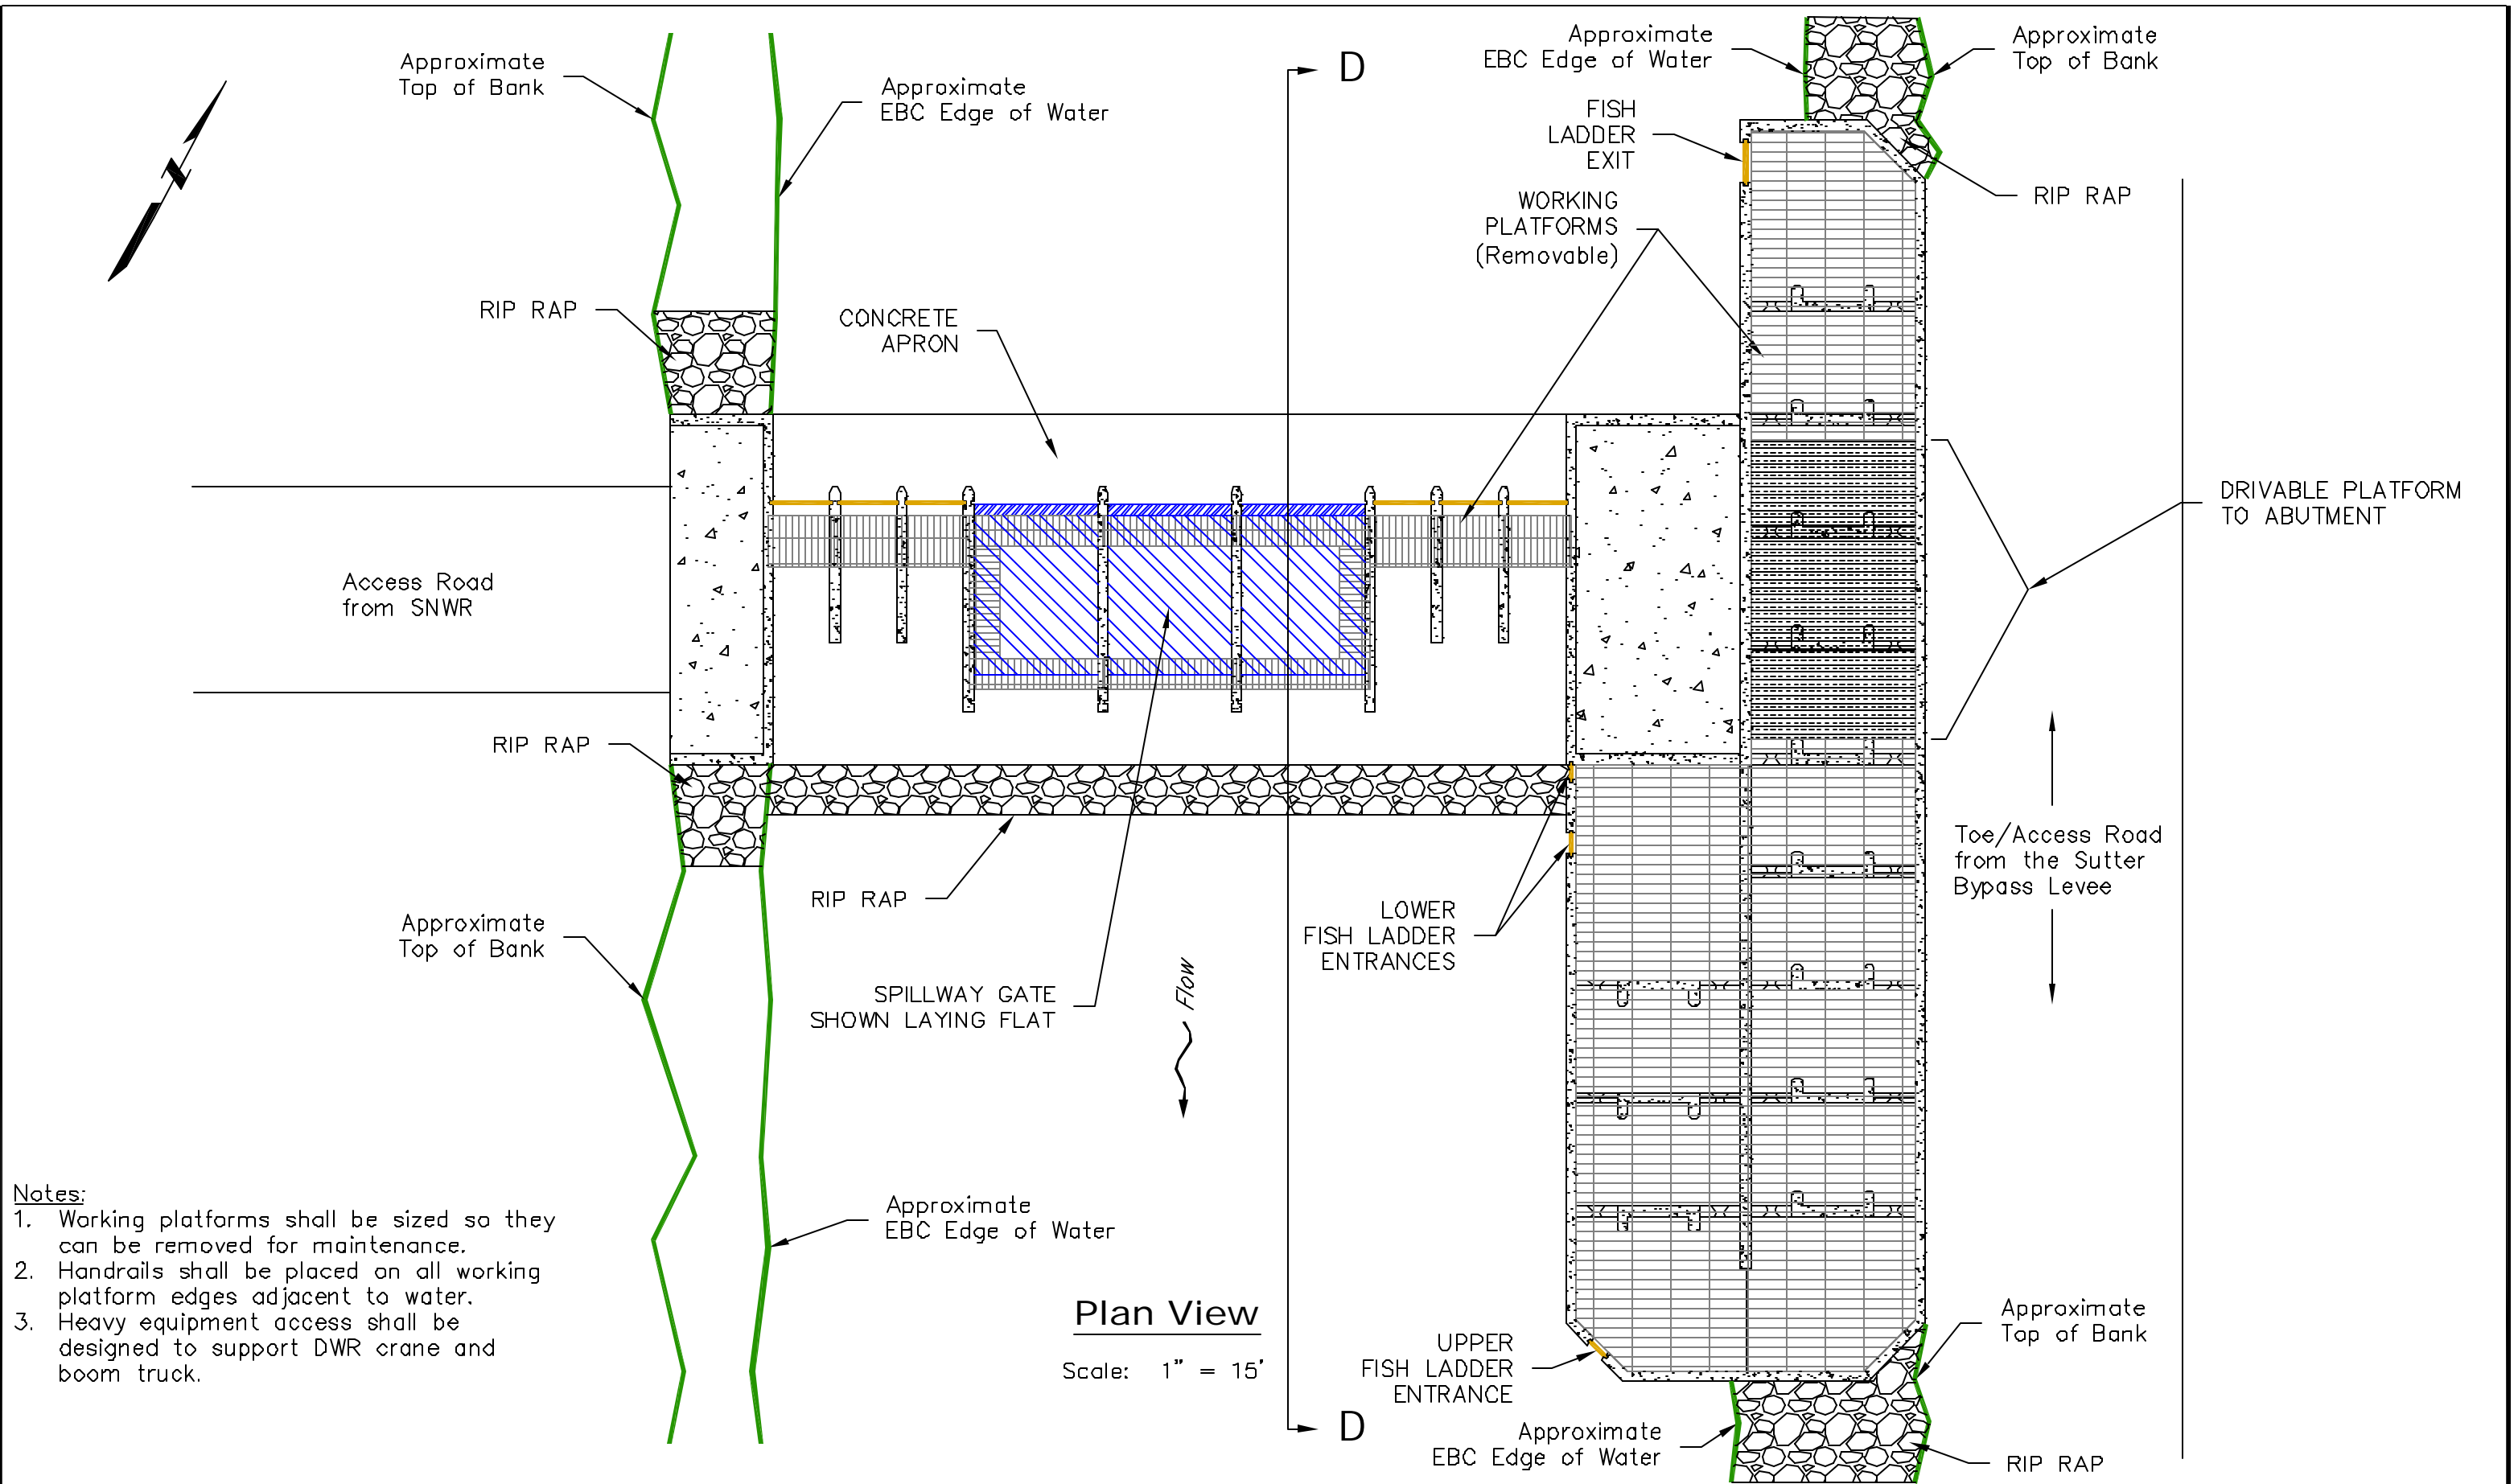 Approximate
Top of Bank
Approximate
EBC Edge of Water
D
Approximate
EBC Edge of Water
Approximate
Top of Bank
FISH
LADDER
EXIT
RIP RAP
WORKING
PLATFORMS
(Removable)
RIP RAP
CONCRETE
APRON
DRIVABLE PLATFORM
TO ABUTMENT
Access Road
from SNWR
RIP RAP
Toe/Access Road
from the Sutter
Bypass Levee
RIP RAP
LOWER
FISH LADDER
ENTRANCES
Approximate
Top of Bank
SPILLWAY GATE
SHOWN LAYING FLAT
Flow
Notes:
1. Working platforms shall be sized so they
can be removed for maintenance.
2. Handrails shall be placed on all working
platform edges adjacent to water.
3. Heavy equipment access shall be
designed to support DWR crane and
boom truck.
Approximate
EBC Edge of Water
Plan View
Scale: 1" = 15'
UPPER
FISH LADDER
ENTRANCE
Approximate
Top of Bank
D
Approximate
EBC Edge of Water
RIP RAP